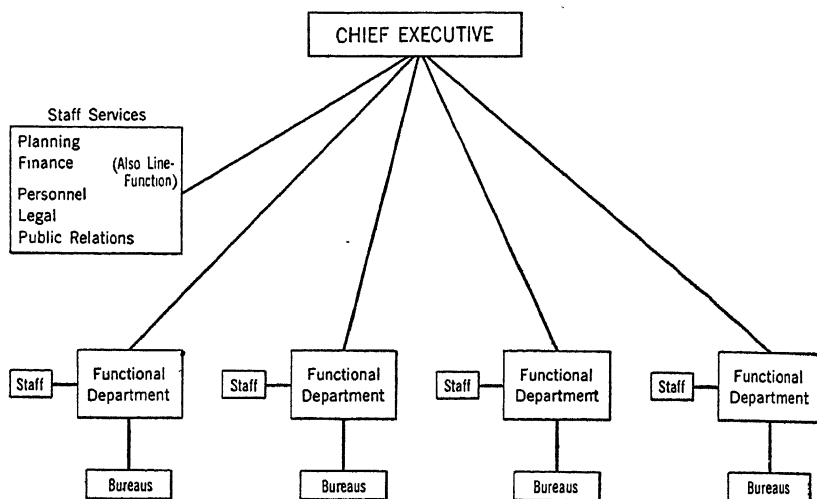 CHIEF EXECUTIVE
Staff Services
Planning
Finance (Also Line-
Function)
Personnel
Legal
Public Relations
Staff
Functional
Department
Staff
Functional
Department
Staff
Functional
Department
Staff
Functional
Department
Bureaus
Bureaus
Bureaus
Bureaus